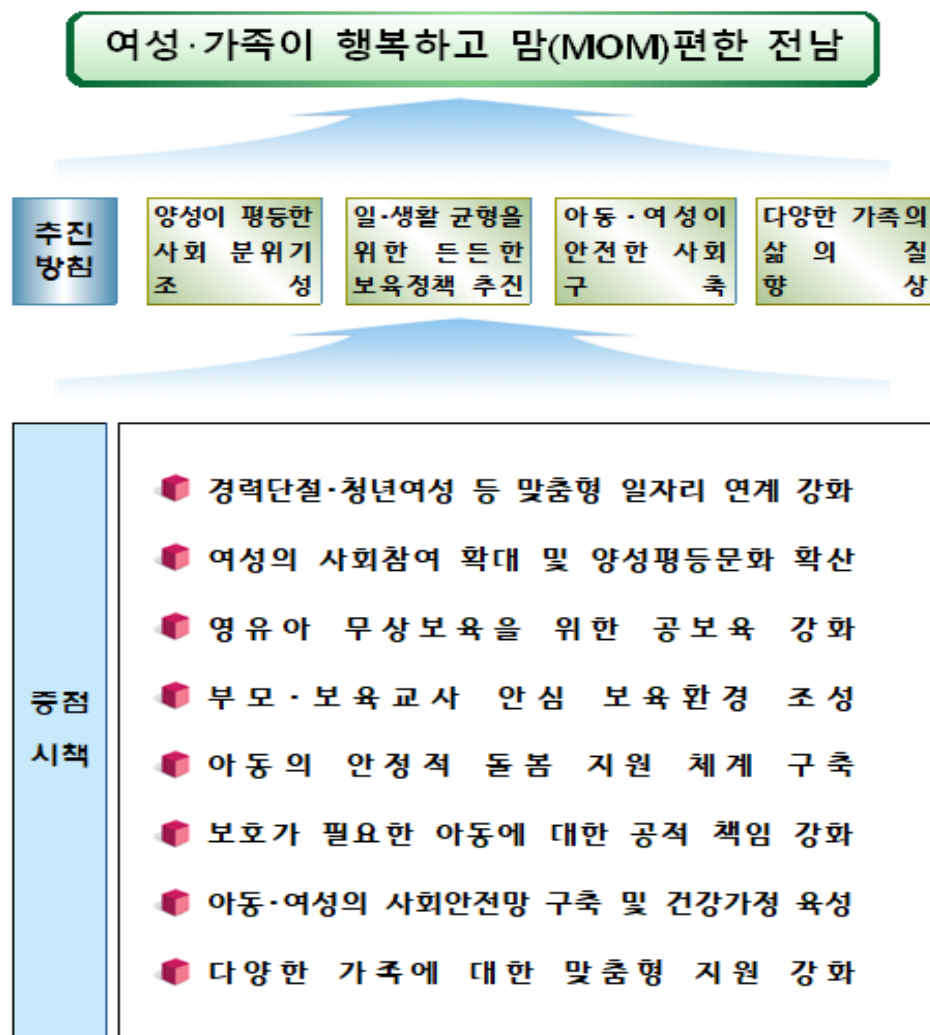 여성·가족이 행복하고 맘(MOM)편한 전남
추진
방침
양성이 평등한
사회 분위기
조 성
일·생활 균형을
위한 든든한
보육정책 추진
아동·여성이
안전한 사회
구 축
다양한 가족의
삶의 질
향 상
중점
시책
경력단절·청년여성 등 맞춤형 일자리 연계 강화
여성의 사회참여 확대 및 양성평등문화 확산
영유아 무상보육을 위한 공보육 강화
부모·보육교사 안심 보육환경 조성
아동의 안정적 돌봄 지원 체계 구축
보호가 필요한 아동에 대한 공적 책임 강화
아동·여성의 사회안전망 구축 및 건강가정 육성
다양한 가족에 대한 맞춤형 지원 강화